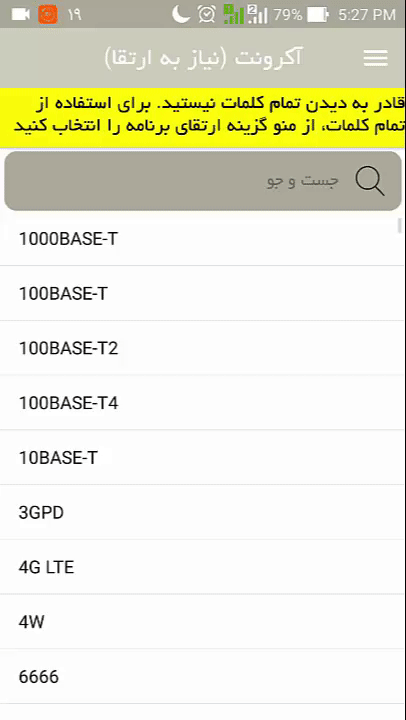 ۱۹ 1 2 79% 5:27 PM
آکرونت (نیاز به ارتقا)
قادر به دیدن تمام کلمات نیستید. برای استفاده از
تمام کلمات، از منو گزینه ارتقای برنامه را انتخاب کنید
جست و جو
1000BASE-T
100BASE-T
100BASE-T2
100BASE-T4
10BASE-T
3GPD
4G LTE
4W
6666